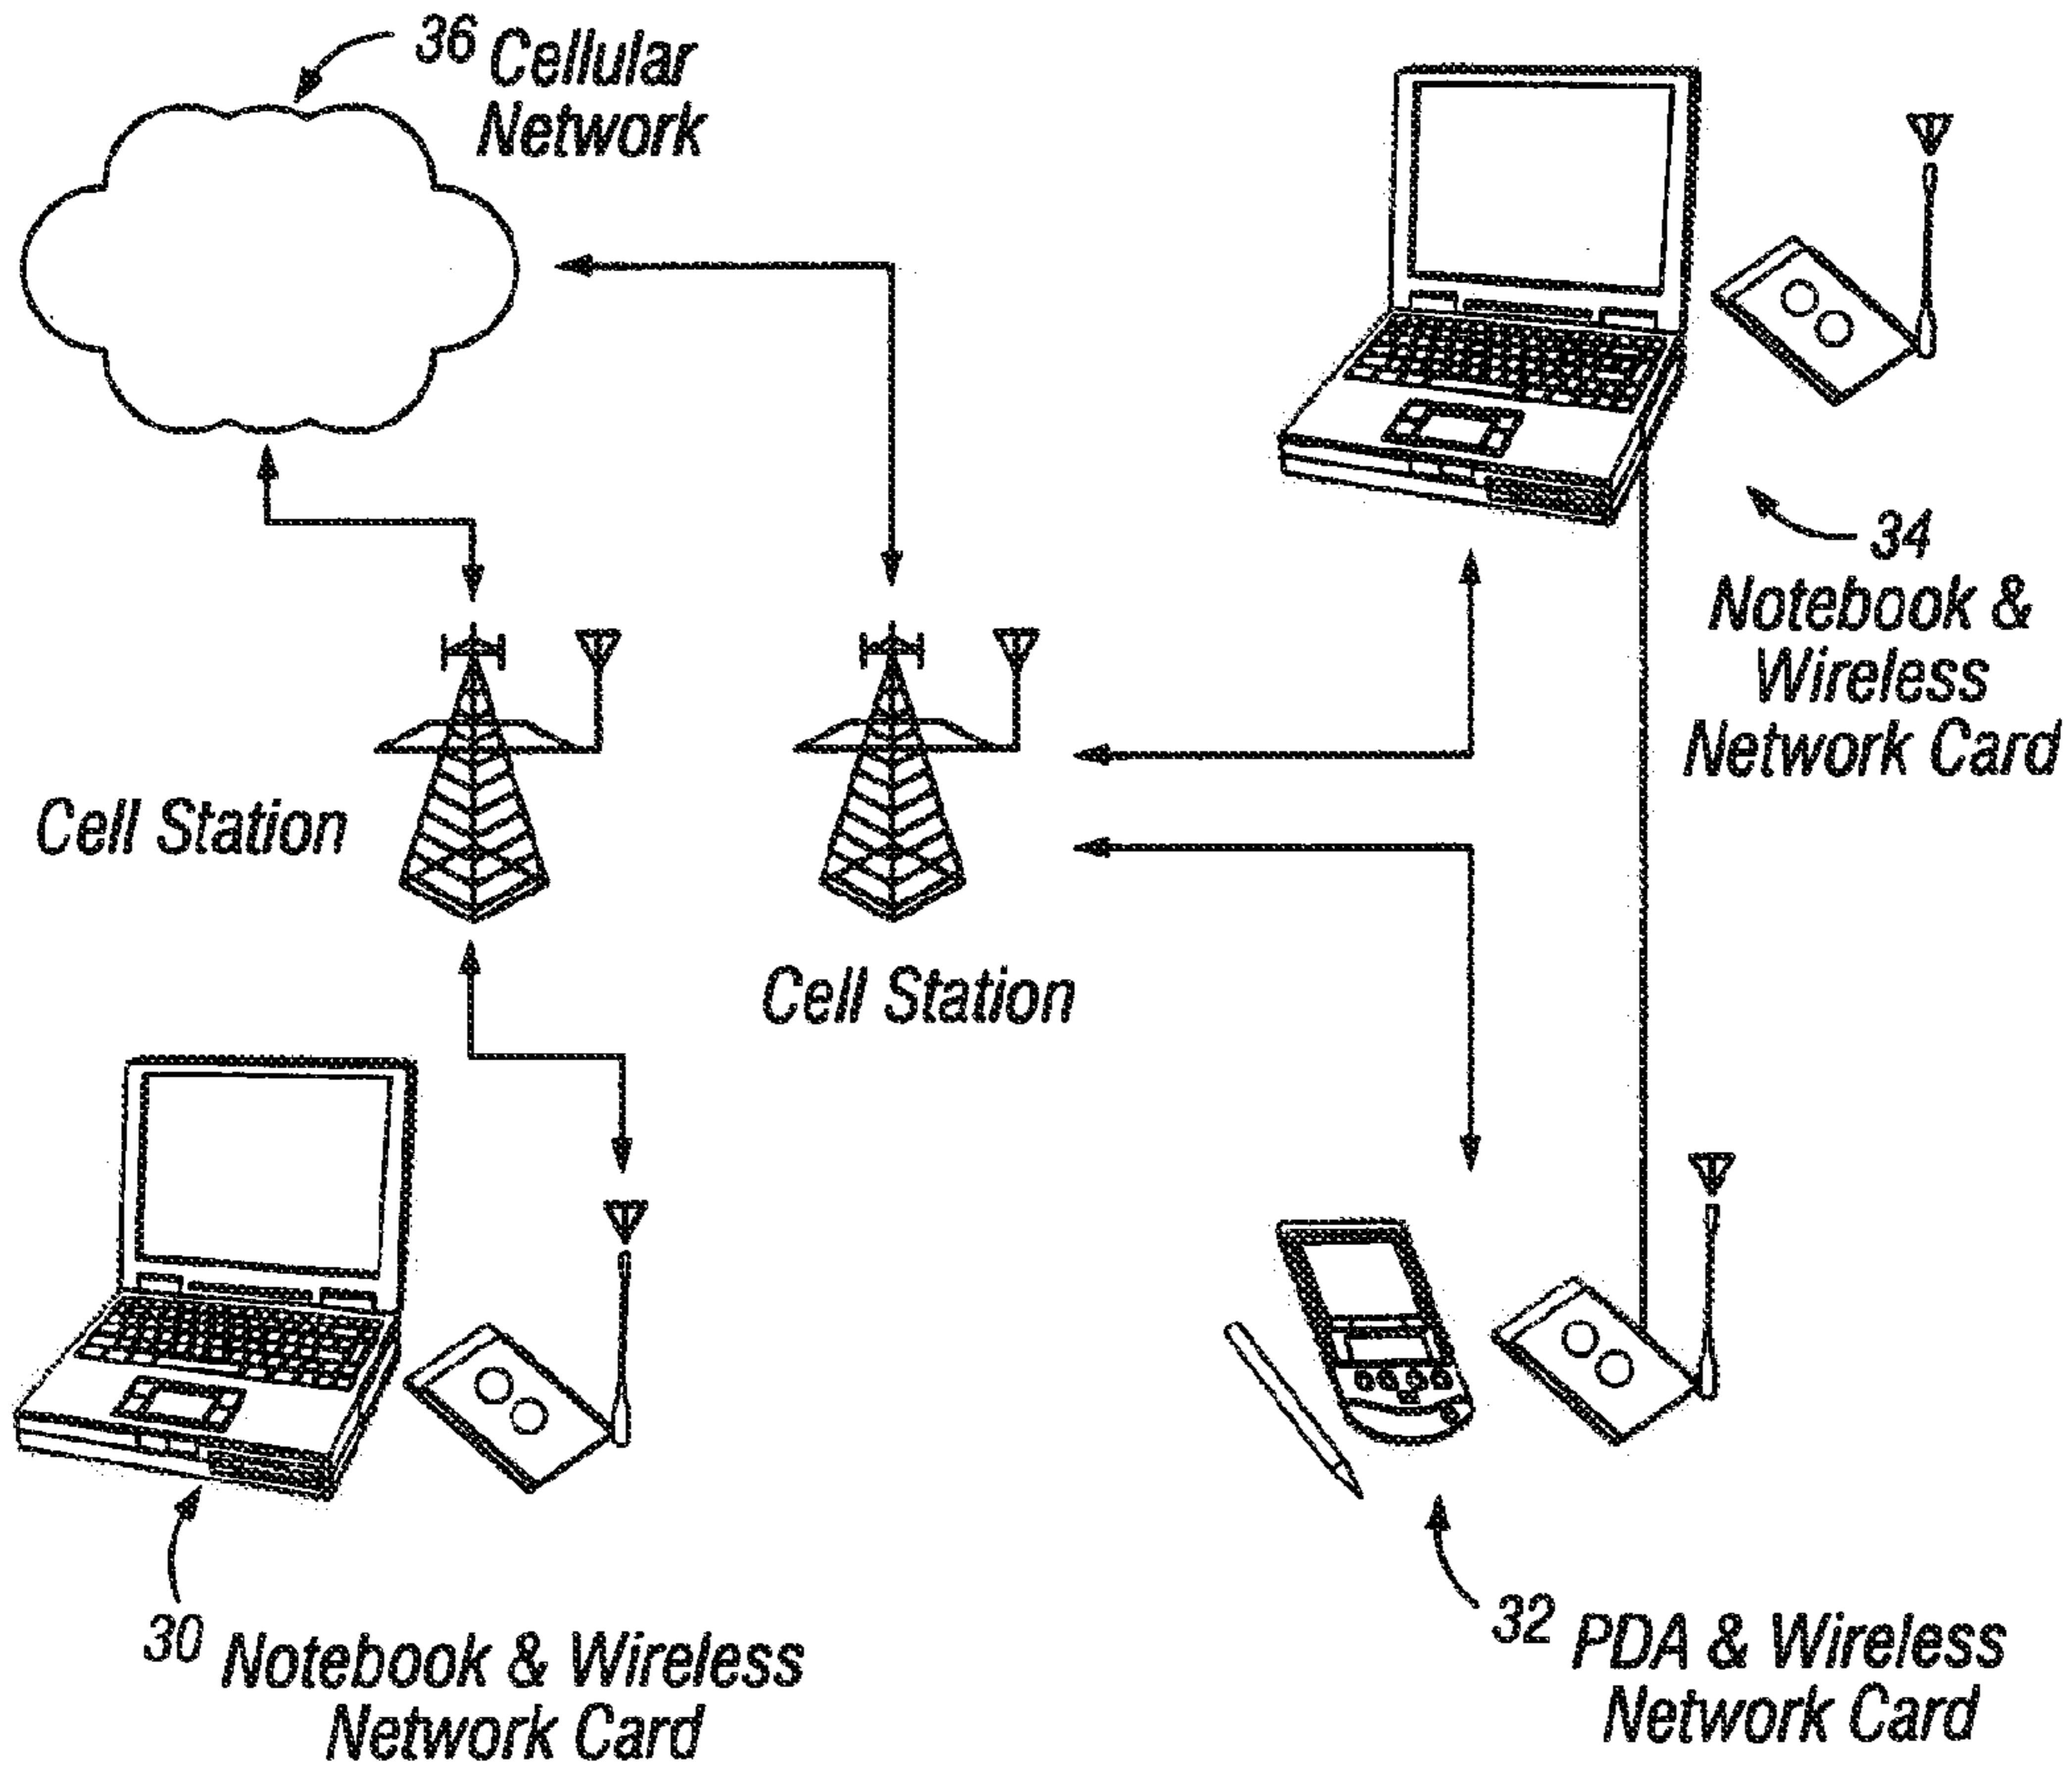 36 Cellular
Network
34
Notebook &
Wireless
Network Card
Cell Station
Cell Station
30 Notebook & Wireless
Network Card
32 PDA & Wireless
Network Card